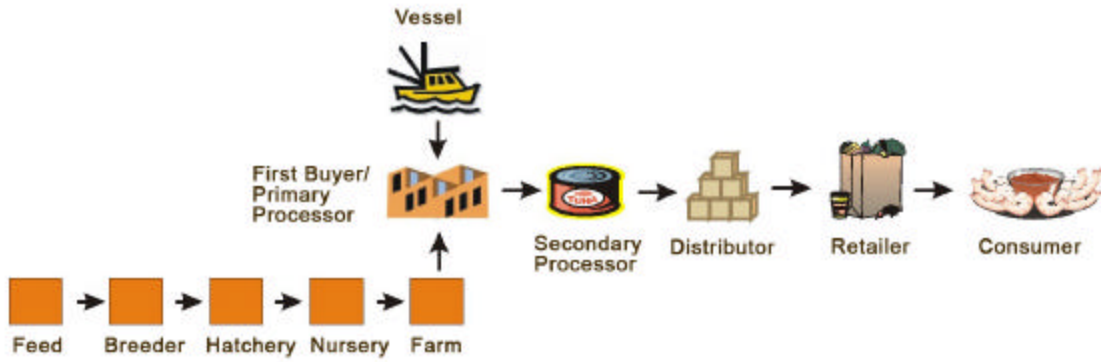 Vessel
First Buyer/
Primary
Processor
TUNA
Secondary
Processor
Distributor
Retailer
Consumer
Feed
Breeder
Hatchery
Nursery
Farm